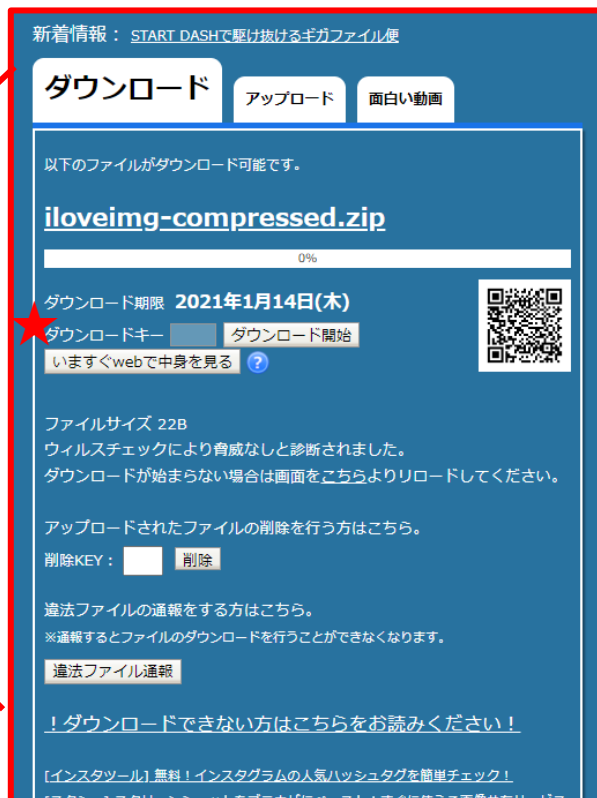 新着情報： START DASHで駆け抜けるギガファイル便
ダウンロード
アップロード
面白い動画
以下のファイルがダウンロード可能です。
iloveimg-compressed.zip
0%
ダウンロード期限 2021年1月14日(木)
ダウンロードキー ダウンロード開始
いますぐwebで中身を見る ?
ファイルサイズ 22B
ウィルスチェックにより脅威なしと診断されました。
ダウンロードが始まらない場合は画面をこちらよりリロードしてください。
アップロードされたファイルの削除を行う方はこちら。
削除KEY： 削除
違法ファイルの通報をする方はこちら。
※通報するとファイルのダウンロードを行うことができなくなります。
違法ファイル通報
！ダウンロードできない方はこちらをお読みください！
[インスタツール] 無料！インスタグラムの人気ハッシュタグを簡単チェック！